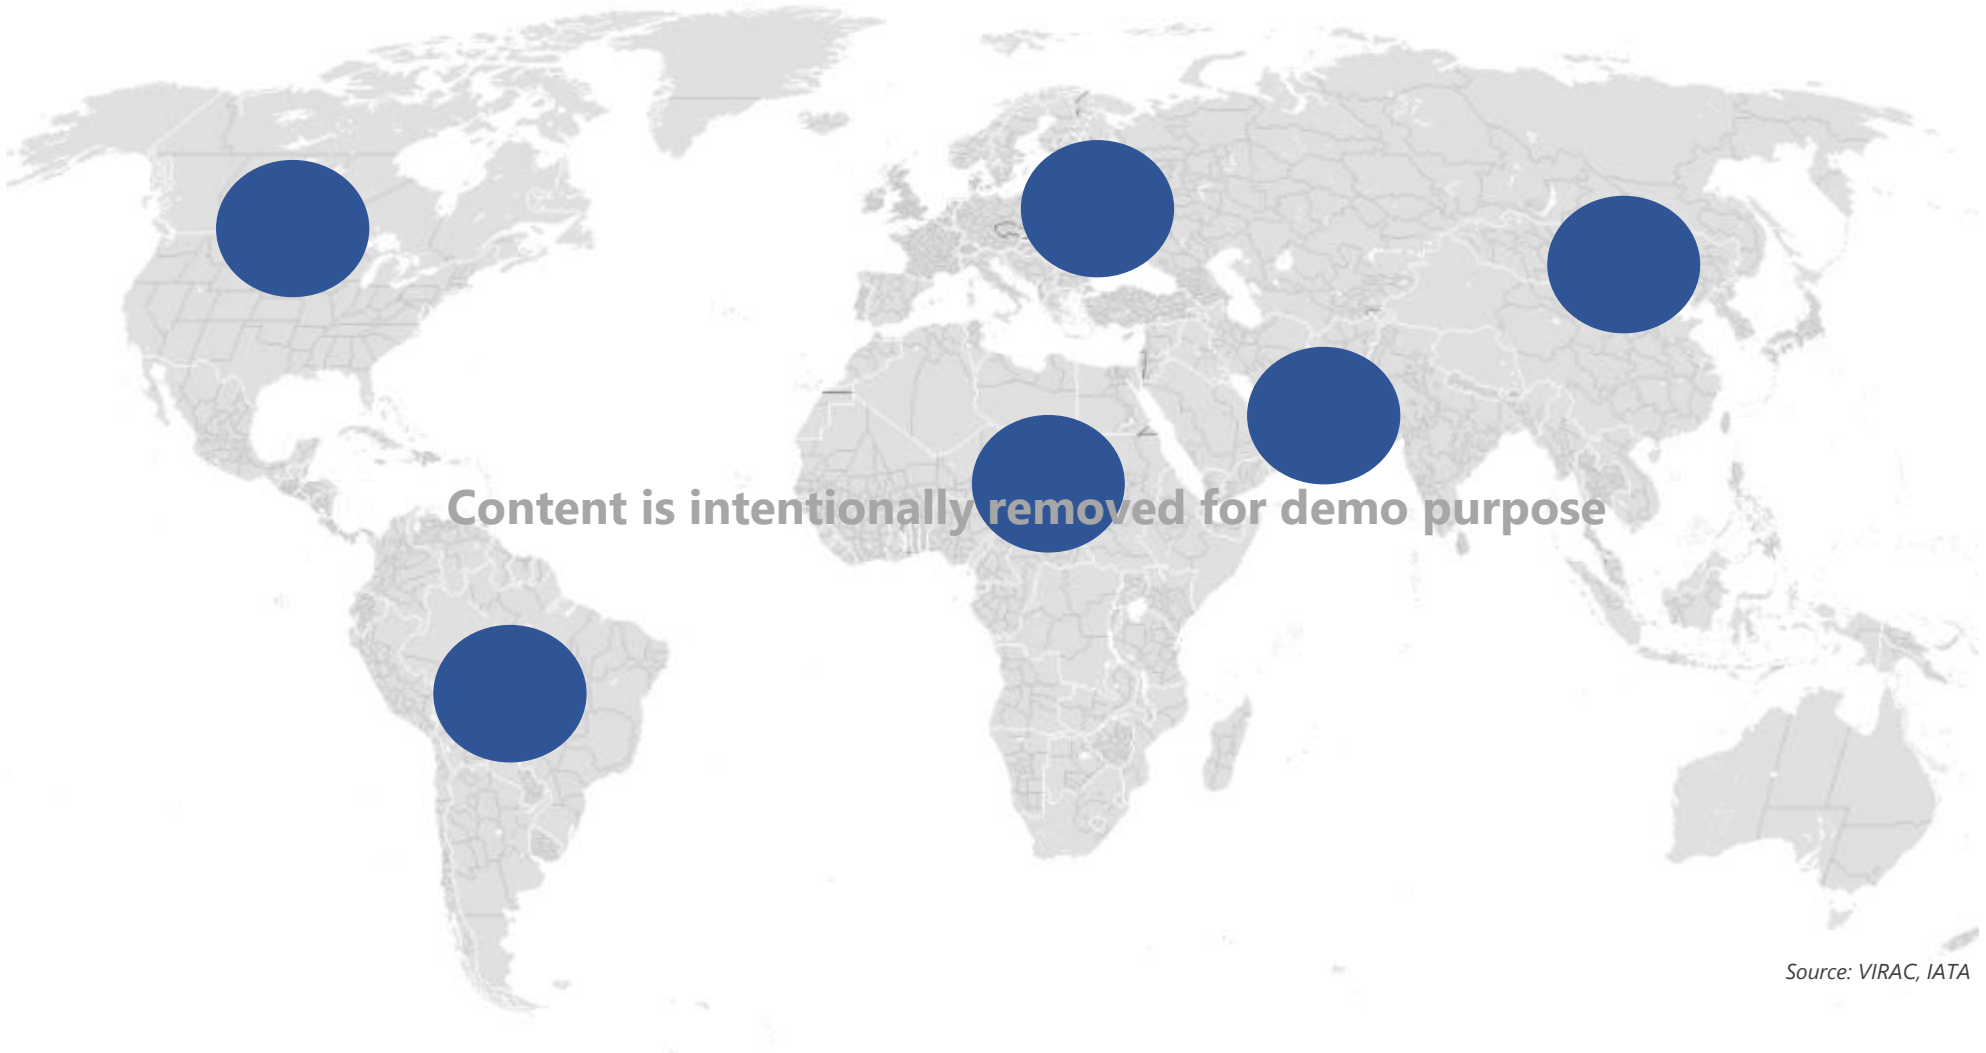 Content is intentionally removed for demo purpose
Source: VIRAC, IATA